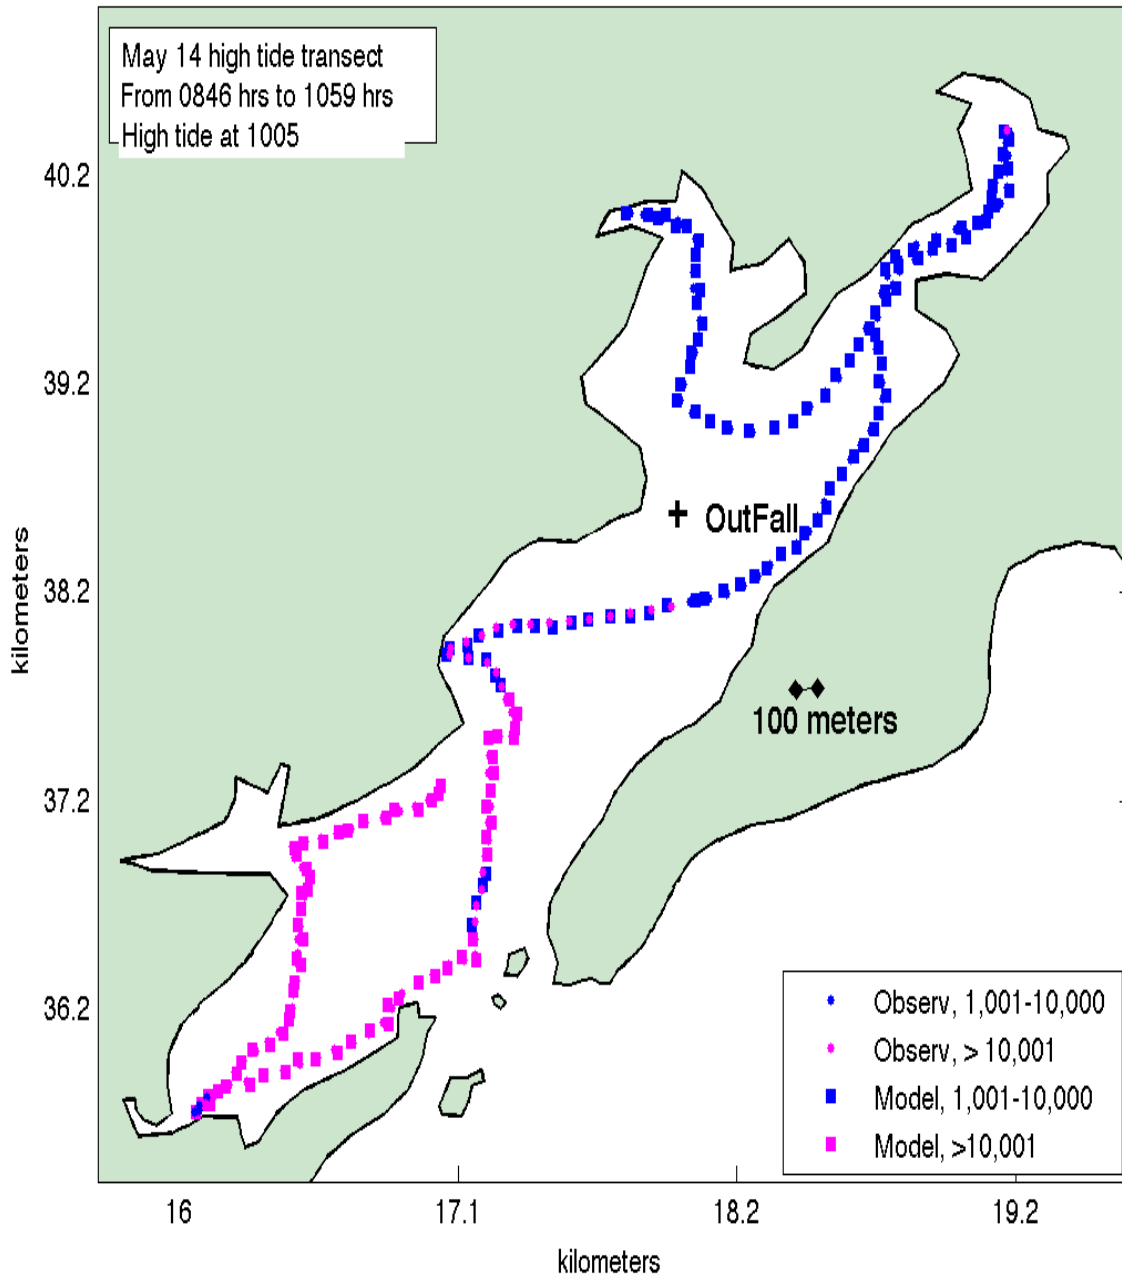 May 14 high tide transect
From 0846 hrs to 1059 hrs
High tide at 1005
40.2
39.2
38.2
37.2
36.2
kilometers
+ OutFall
100 meters
Observ, 1,001-10,000
Observ, > 10,001
Model, 1,001-10,000
Model, >10,001
16
17.1
18.2
19.2
kilometers